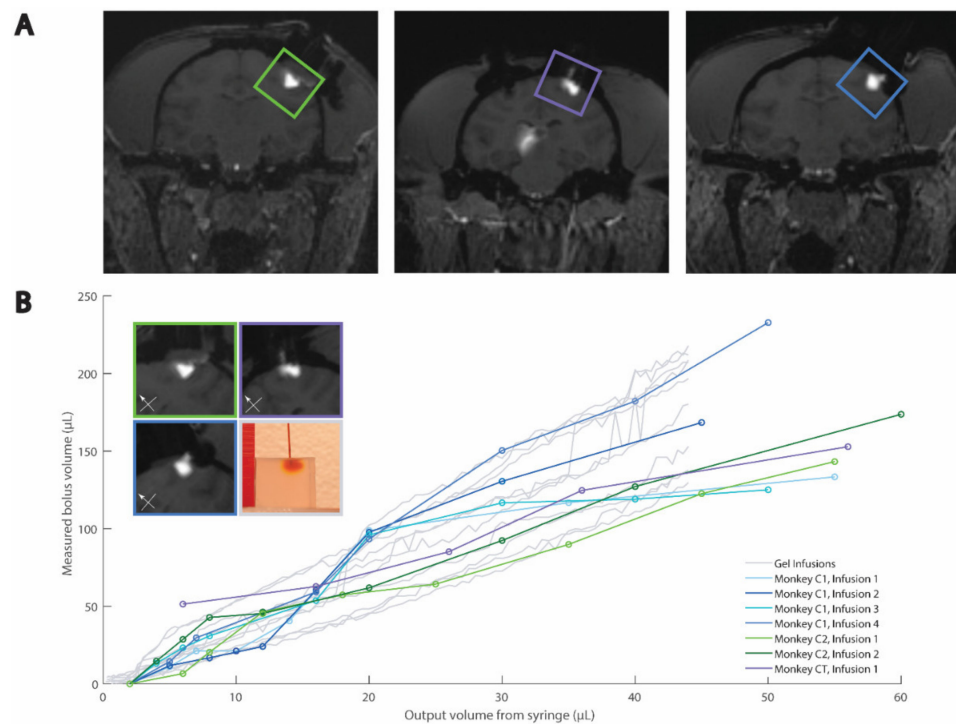 A
B
250
200
150
100
50
0
Measured bolus volume (µL)
0 10 20 30 40 50 60
Output volume from syringe (µL)
Gel Infusions
Monkey C1, Infusion 1
Monkey C1, Infusion 2
Monkey C1, Infusion 3
Monkey C1, Infusion 4
Monkey C2, Infusion 1
Monkey C2, Infusion 2
Monkey CT, Infusion 1